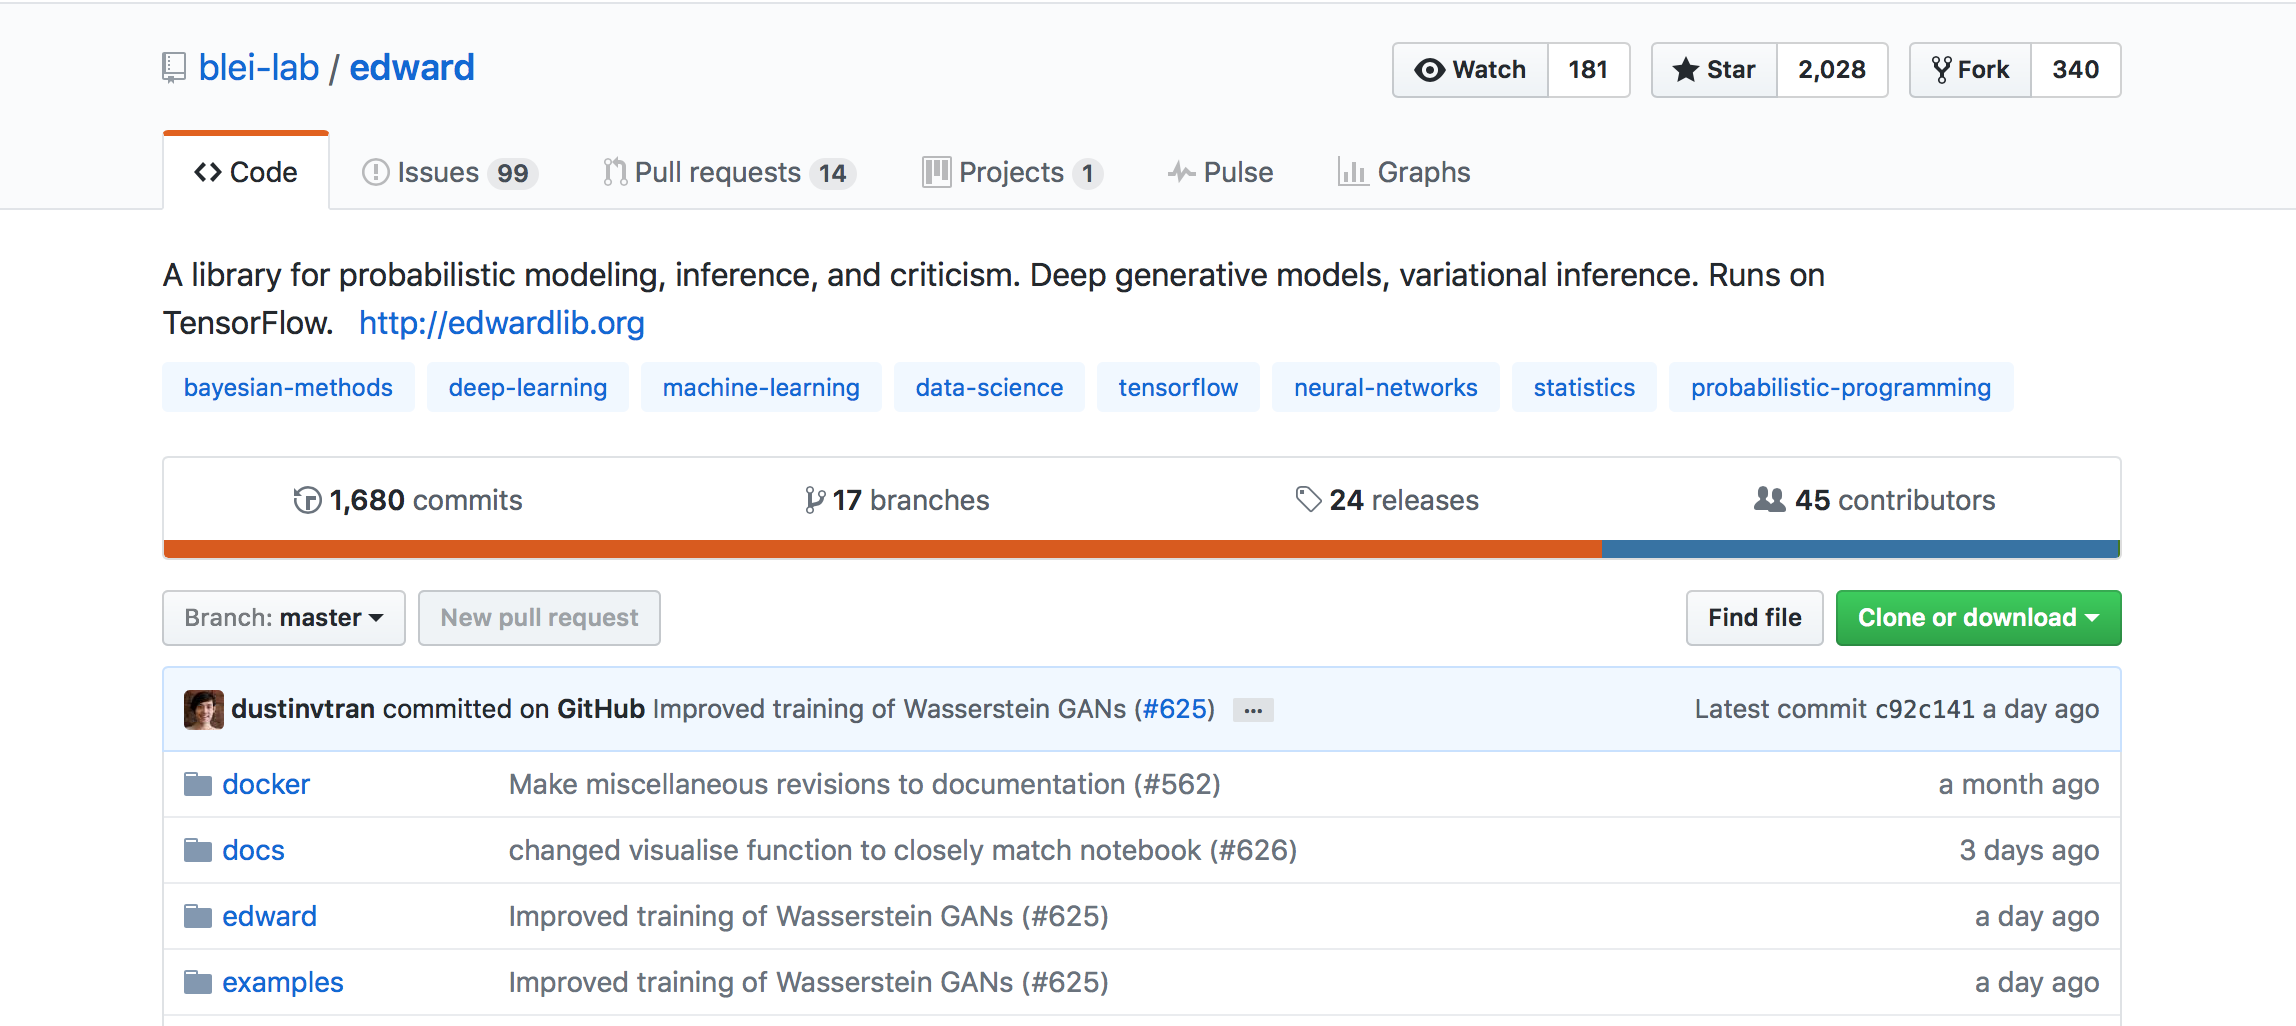 blei-lab / edward Watch 181 Star 2,028 Fork 340
Code Issues 99 Pull requests 14 Projects 1 Pulse Graphs
A library for probabilistic modeling, inference, and criticism. Deep generative models, variational inference. Runs on
TensorFlow. http://edwardlib.org
bayesian-methods deep-learning machine-learning data-science tensorflow neural-networks statistics probabilistic-programming
1,680 commits 17 branches 24 releases 45 contributors
Branch: master New pull request Find file Clone or download
dustinvtran committed on GitHub Improved training of Wasserstein GANs (#625) ... Latest commit c92c141 a day ago
docker Make miscellaneous revisions to documentation (#562) a month ago
docs changed visualise function to closely match notebook (#626) 3 days ago
edward Improved training of Wasserstein GANs (#625) a day ago
examples Improved training of Wasserstein GANs (#625) a day ago